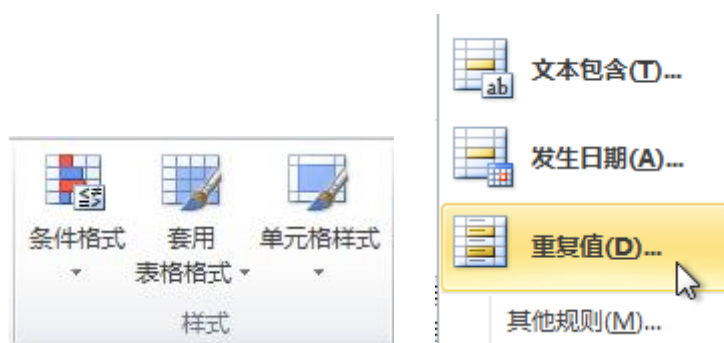 条件格式
套用
表格格式
单元格样式
样式
ab
文本包含(T)...
发生日期(A)...
重复值(D)...
其他规则(M)...